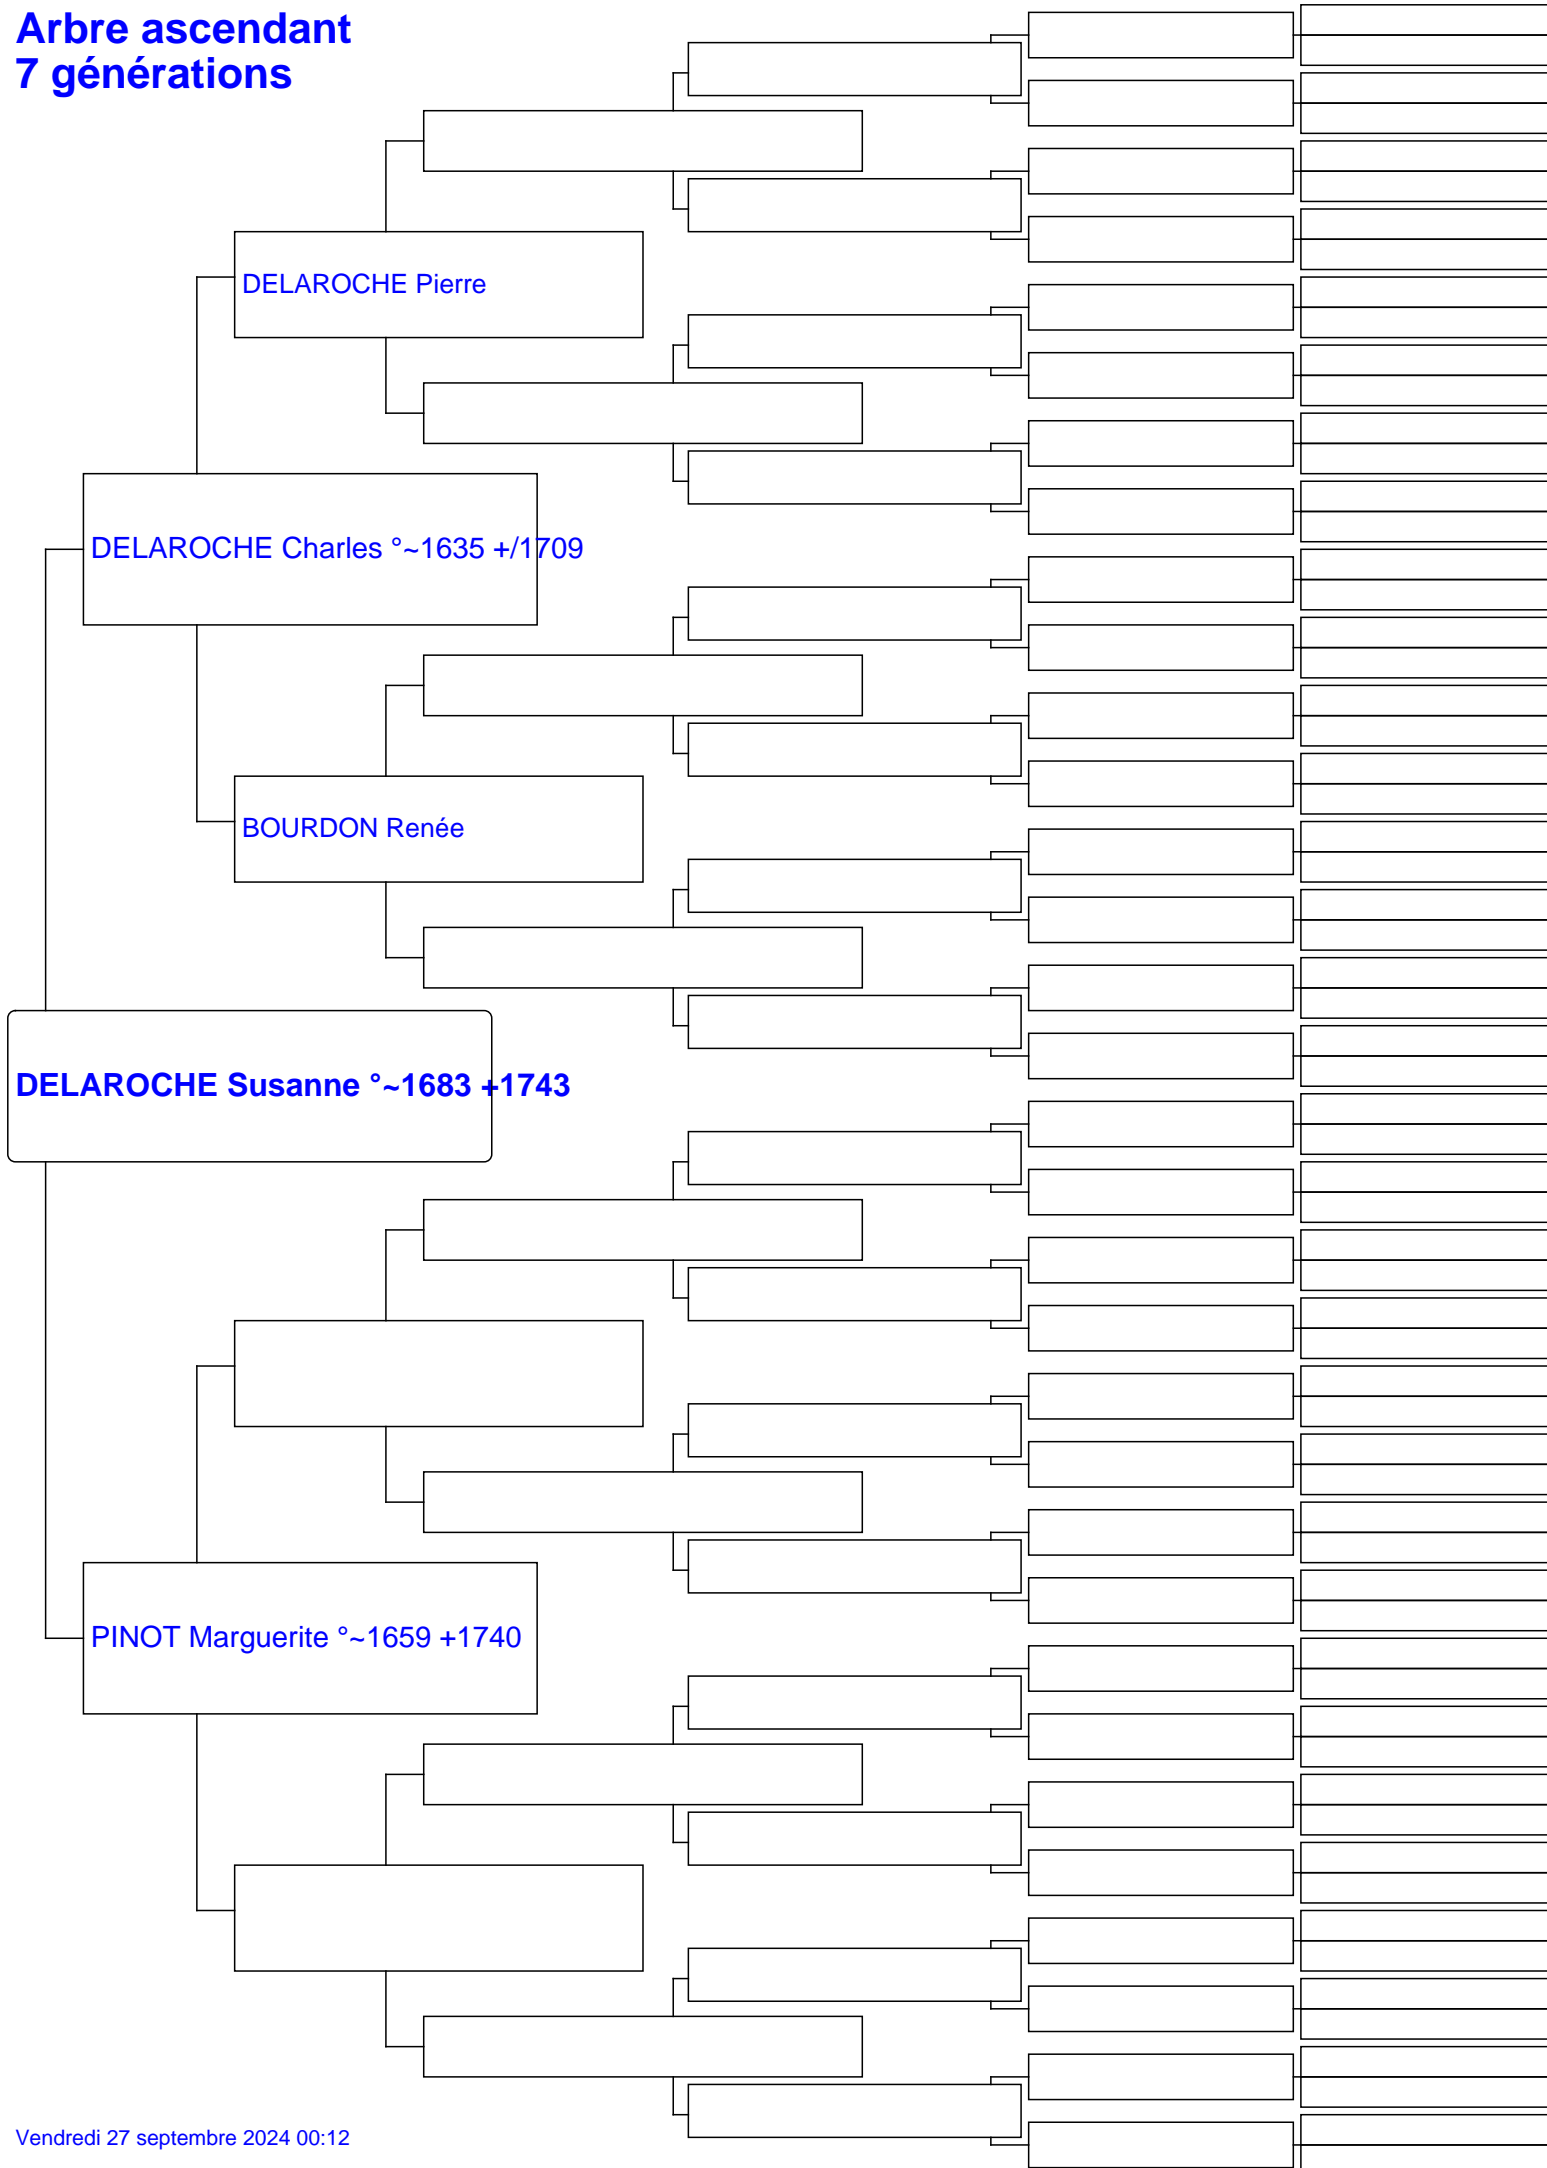 Arbre ascendant
7 générations
DELAROCHE Pierre
DELAROCHE Charles °~1635 +/1709
BOURDON Renée
DELAROCHE Susanne °~1683 +1743
PINOT Marguerite °~1659 +1740
Vendredi 27 septembre 2024 00:12